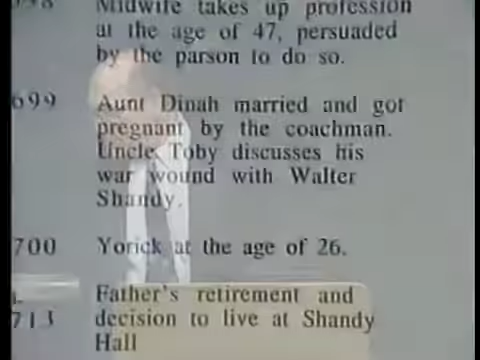 698 Midwife takes up profession
at the age of 47, persuaded
by the parson to do so.
699 Aunt Dinah married and got
pregnant by the coachman.
Uncle Toby discusses his
war wound with Walter
Shandy.
700 Yorick at the age of 26.
Father's retirement and
713 decision to live at Shandy
Hall